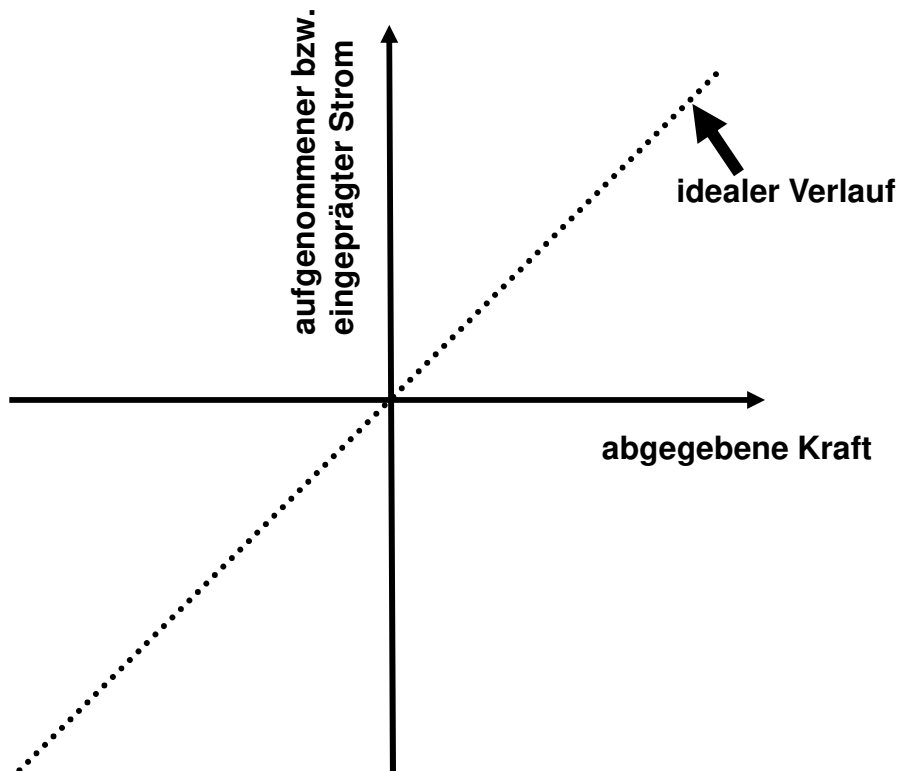 aufgenommener bzw.
eingeprägter Strom
idealer Verlauf
abgegebene Kraft